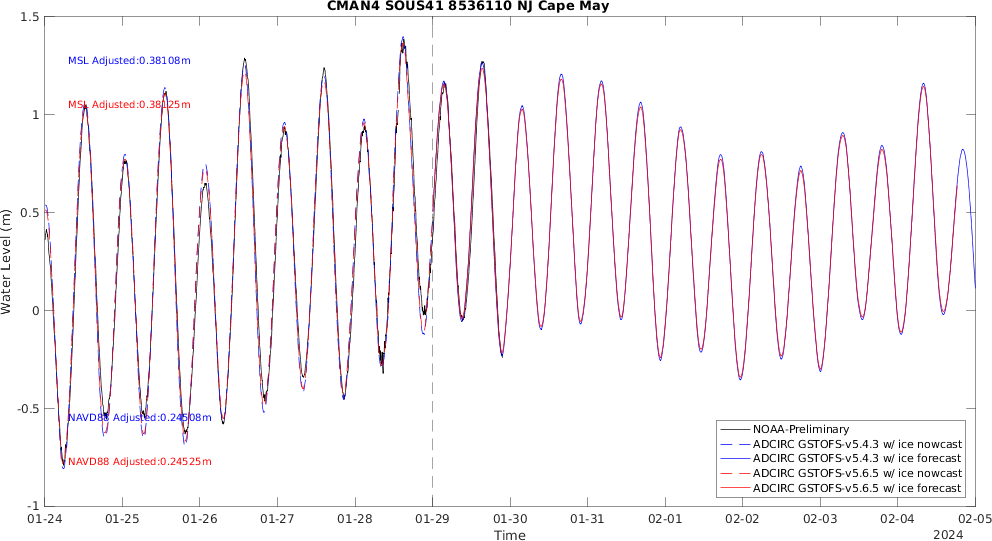 CMAN4 SOUS41 8536110 NJ Cape May
1.5
MSL Adjusted:0.38108m
MSL Adjusted:0.38125m
1
0.5
Water Level (m)
0
-0.5
NAVD88 Adjusted:0.24508m
NAVD88 Adjusted:0.24525m
-1
NOAA-Preliminary
ADCIRC GSTOFS-v5.4.3 w/ ice nowcast
ADCIRC GSTOFS-v5.4.3 w/ ice forecast
ADCIRC GSTOFS-v5.6.5 w/ ice nowcast
ADCIRC GSTOFS-v5.6.5 w/ ice forecast
01-24 01-25 01-26 01-27 01-28 01-29 01-30 01-31 02-01 02-02 02-03 02-04 02-05
Time
2024